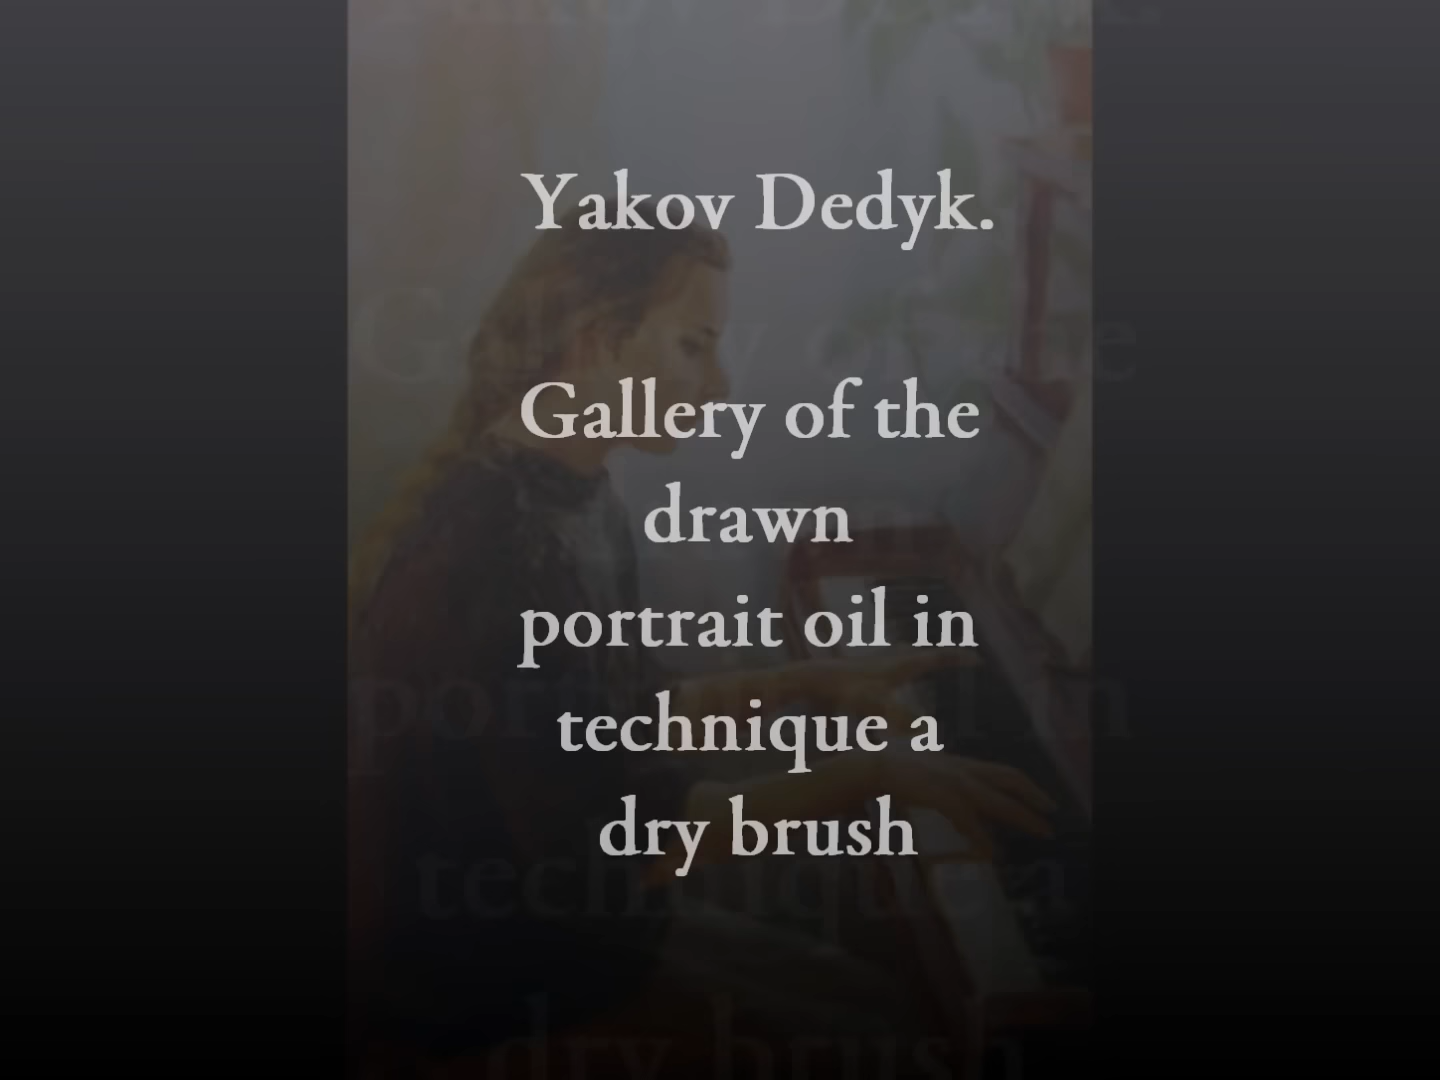 Yakov Dedyk.
Gallery of the
drawn
portrait oil in
technique a
dry brush